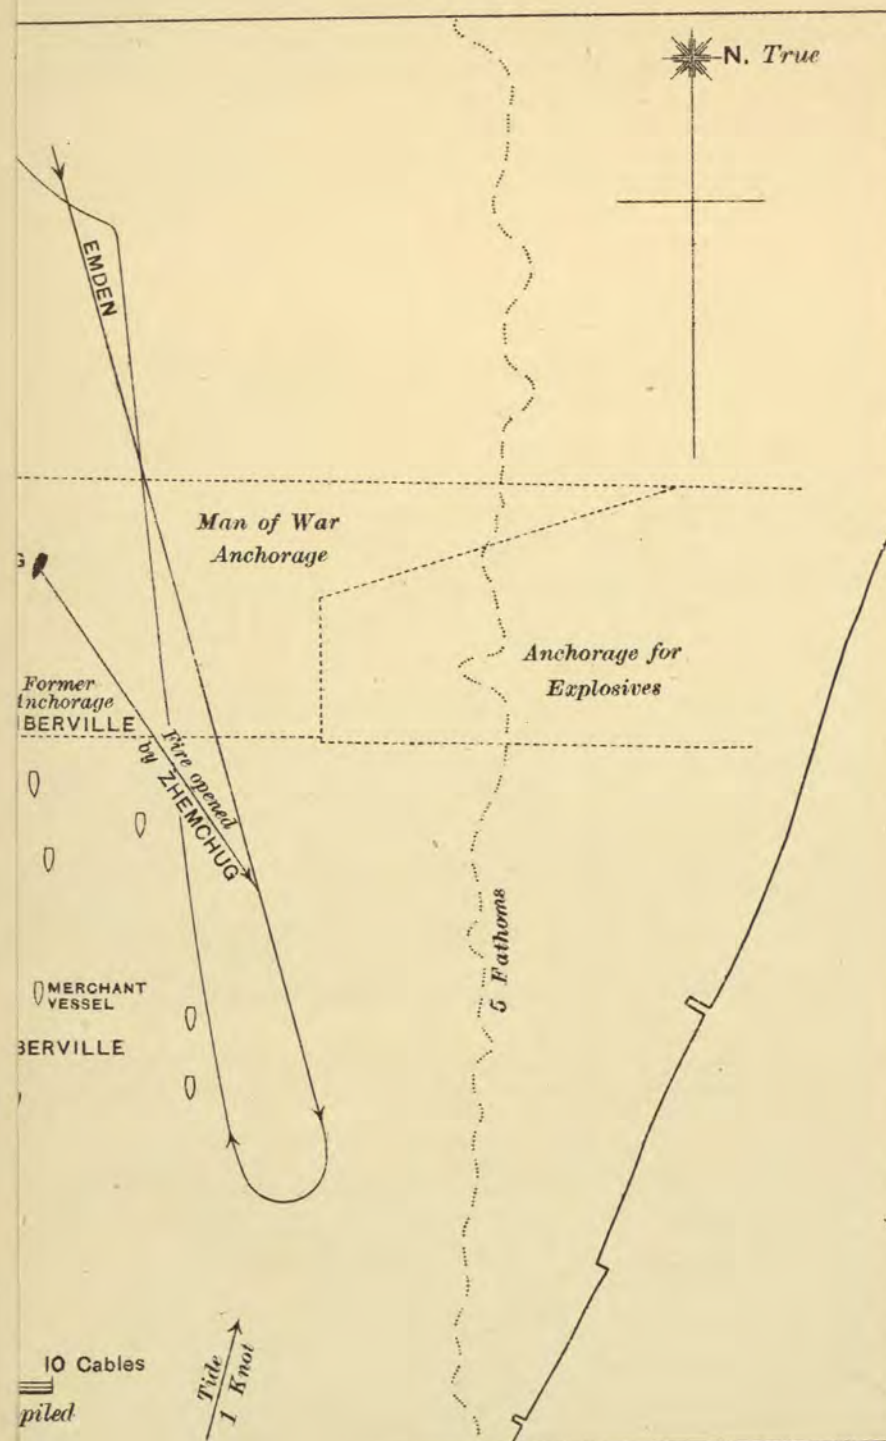 N. True
EMDEN
Man of War
Anchorage
G
Former
nchorage
BERVILLE
Anchorage for
Explosives
Fire opened
by ZHEMCHUG
5 Fathoms
MERCHANT
VESSEL
BERVILLE
10 Cables
Tide
1 Knot
piled